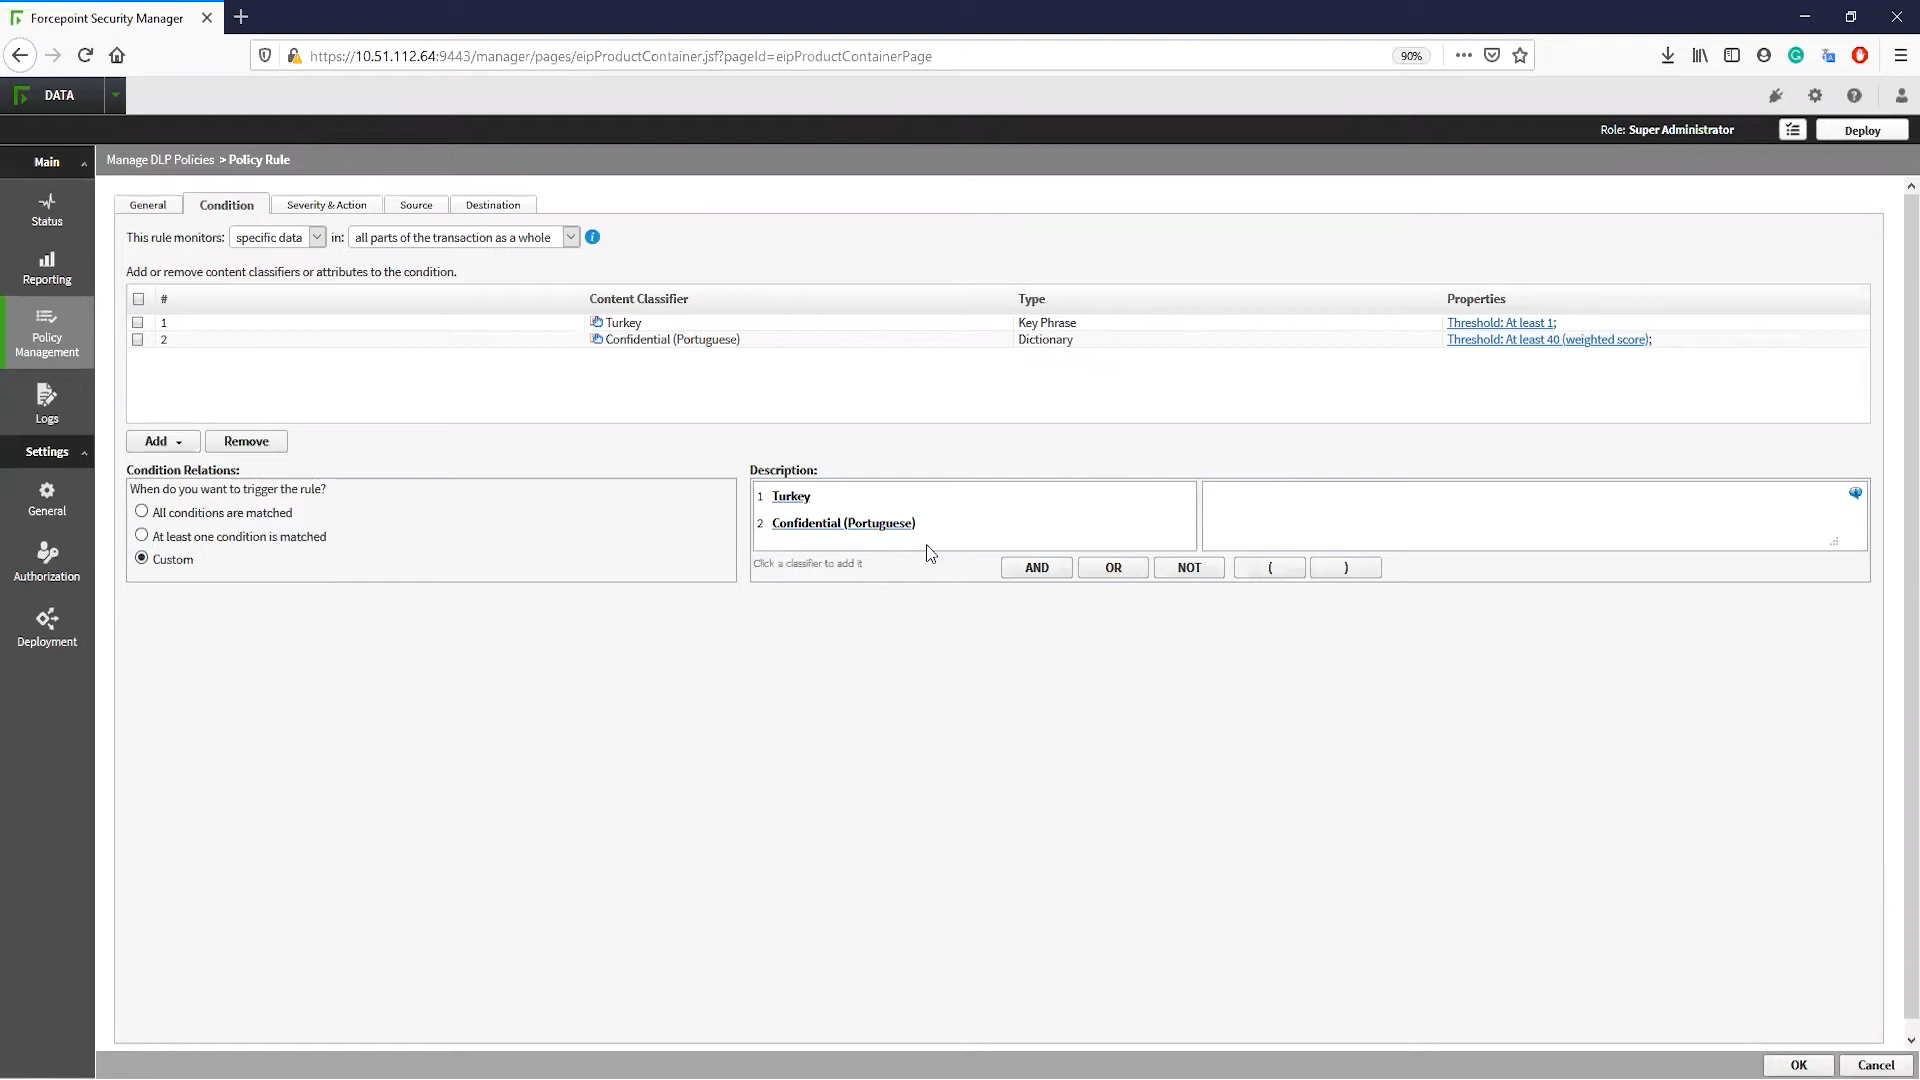 Forcepoint Security Manager
https://10.51.112.64:9443/manager/pages/eipProductContainer.jsf?pageId=eipProductContainerPage
90%
DATA
Role: Super Administrator
Deploy
Main
Manage DLP Policies > Policy Rule
Status
Reporting
Policy
Management
Logs
Settings
General
Authorization
Deployment
General
Condition
Severity & Action
Source
Destination
This rule monitors: specific data in: all parts of the transaction as a whole
Add or remove content classifiers or attributes to the condition.
# Content Classifier Type Properties
1 Turkey Key Phrase Threshold: At least 1;
2 Confidential (Portuguese) Dictionary Threshold: At least 40 (weighted score);
Add Remove
Condition Relations:
When do you want to trigger the rule?
All conditions are matched
At least one condition is matched
Custom
Description:
1 Turkey
2 Confidential (Portuguese)
Click a classifier to add it
AND OR NOT ( )
OK Cancel